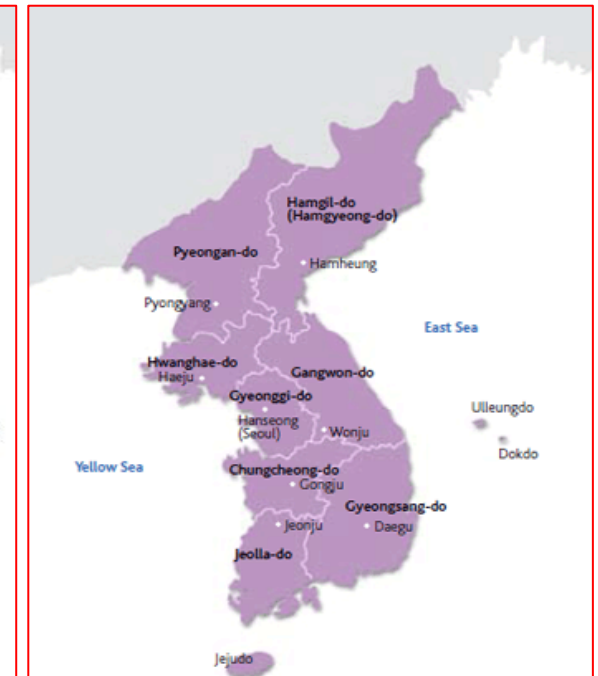 Hamgil-do
(Hamgyeong-do)
Pyeongan-do
Hamheung
Pyongyang
East Sea
Hwanghae-do
Haeju
Gangwon-do
Gyeonggi-do
Hanseong
(Seoul)
Wonju
Ulleungdo
Dokdo
Yellow Sea
Chungcheong-do
Gongju
Gyeongsang-do
Jeonju
Daegu
Jeolla-do
Jejudo